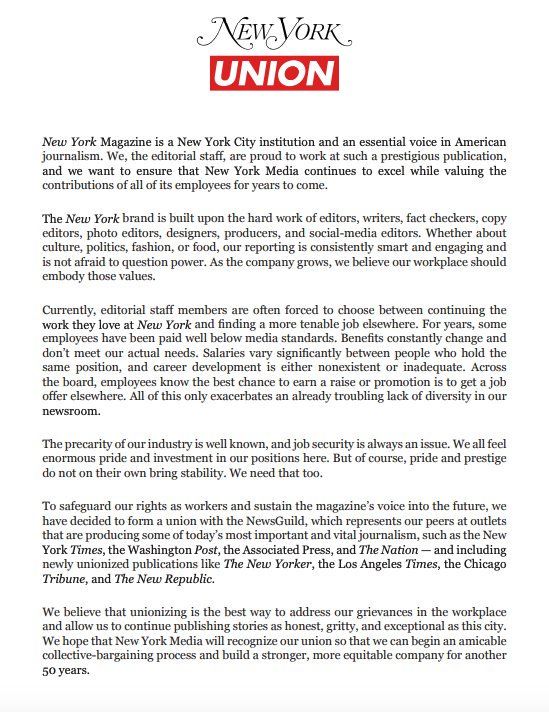 New York
UNION
New York Magazine is a New York City institution and an essential voice in American
journalism. We, the editorial staff, are proud to work at such a prestigious publication,
and we want to ensure that New York Media continues to excel while valuing the
contributions of all of its employees for years to come.
The New York brand is built upon the hard work of editors, writers, fact checkers, copy
editors, photo editors, designers, producers, and social-media editors. Whether about
culture, politics, fashion, or food, our reporting is consistently smart and engaging and
is not afraid to question power. As the company grows, we believe our workplace should
embody those values.
Currently, editorial staff members are often forced to choose between continuing the
work they love at New York and finding a more tenable job elsewhere. For years, some
employees have been paid well below media standards. Benefits constantly change and
don't meet our actual needs. Salaries vary significantly between people who hold the
same position, and career development is either nonexistent or inadequate. Across
the board, employees know the best chance to earn a raise or promotion is to get a job
offer elsewhere. All of this only exacerbates an already troubling lack of diversity in our
newsroom.
The precarity of our industry is well known, and job security is always an issue. We all feel
enormous pride and investment in our positions here. But of course, pride and prestige
do not on their own bring stability. We need that too.
To safeguard our rights as workers and sustain the magazine's voice into the future, we
have decided to form a union with the NewsGuild, which represents our peers at outlets
that are producing some of today's most important and vital journalism, such as the New
York Times, the Washington Post, the Associated Press, and The Nation — and including
newly unionized publications like The New Yorker, the Los Angeles Times, the Chicago
Tribune, and The New Republic.
We believe that unionizing is the best way to address our grievances in the workplace
and allow us to continue publishing stories as honest, gritty, and exceptional as this city.
We hope that New York Media will recognize our union so that we can begin an amicable
collective-bargaining process and build a stronger, more equitable company for another
50 years.